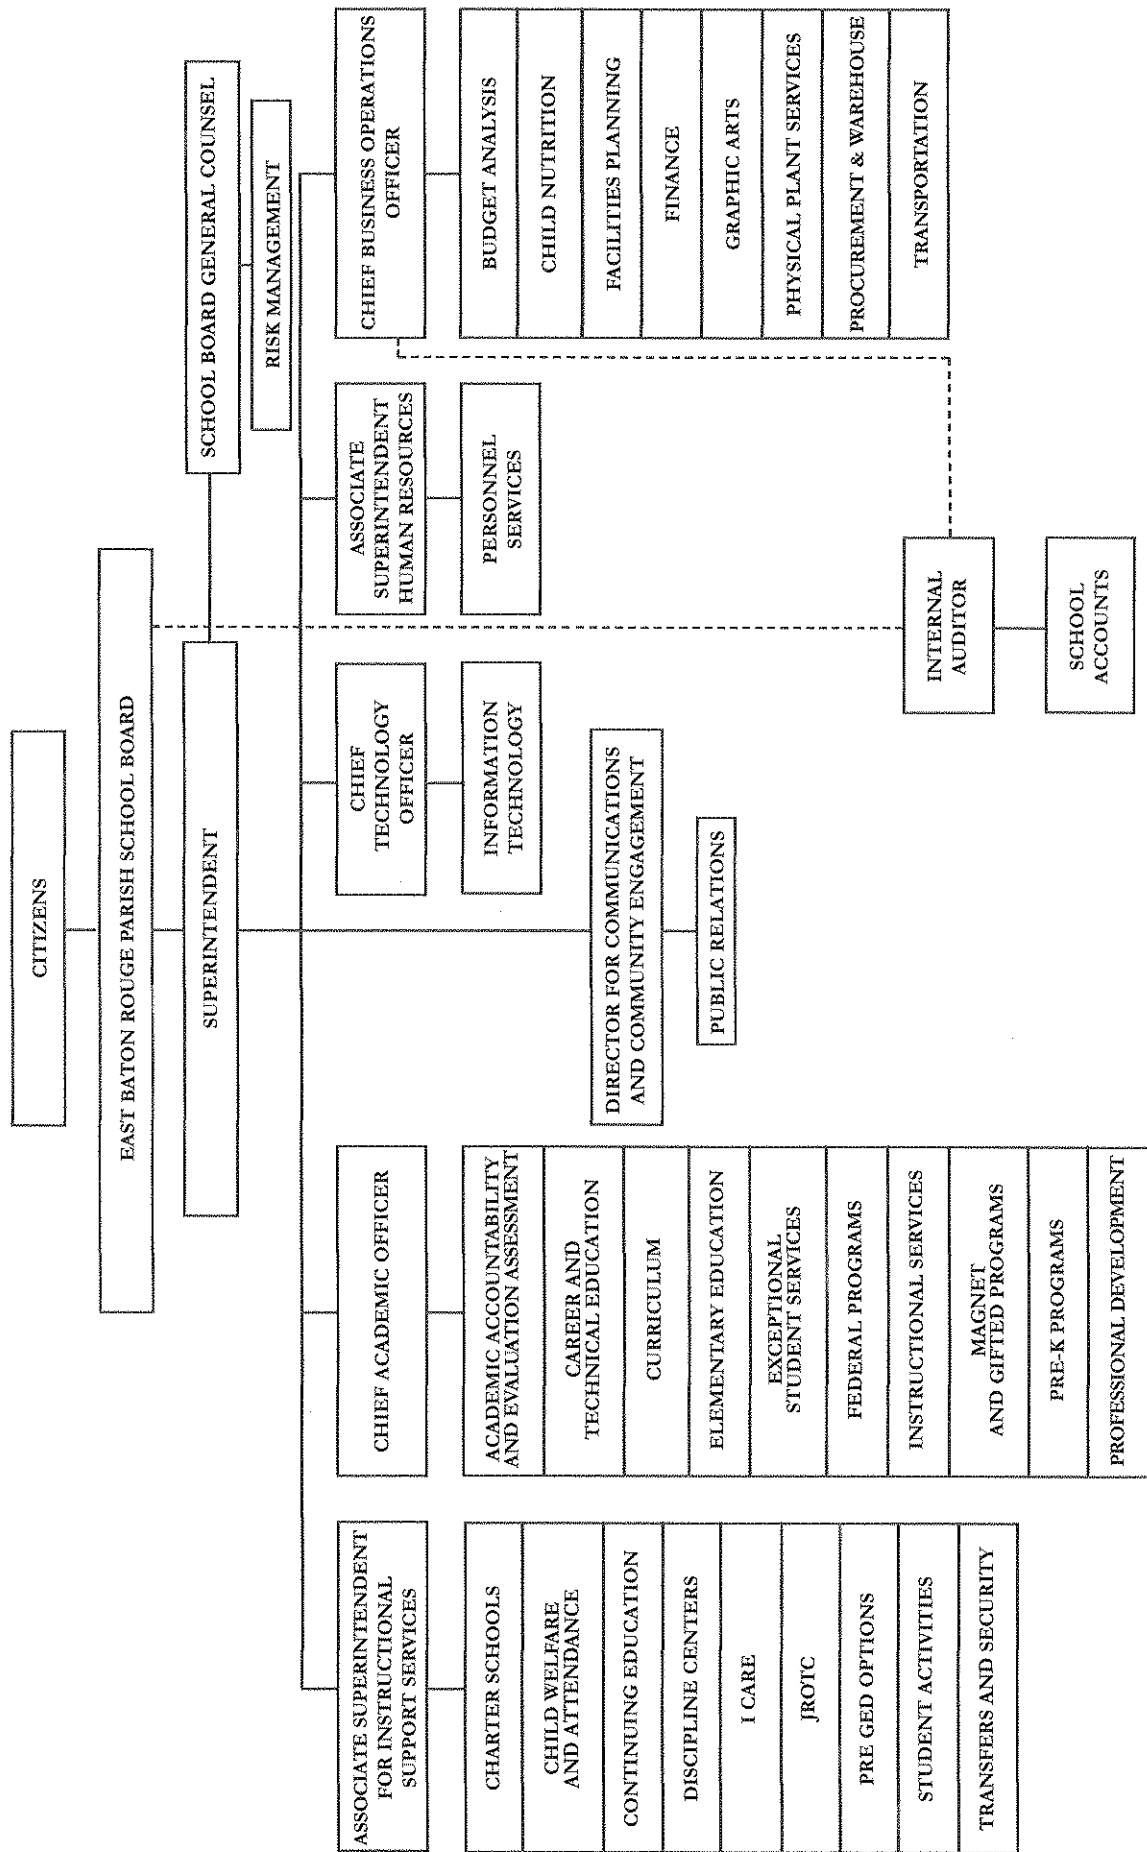 CITIZENS
EAST BATON ROUGE PARISH SCHOOL BOARD
SUPERINTENDENT
SCHOOL BOARD GENERAL COUNSEL
RISK MANAGEMENT
ASSOCIATE SUPERINTENDENT
FOR INSTRUCTIONAL
SUPPORT SERVICES
CHARTER SCHOOLS
CHILD WELFARE
AND ATTENDANCE
CONTINUING EDUCATION
DISCIPLINE CENTERS
I CARE
JROTC
PRE GED OPTIONS
STUDENT ACTIVITIES
TRANSFERS AND SECURITY
CHIEF ACADEMIC OFFICER
ACADEMIC ACCOUNTABILITY
AND EVALUATION ASSESSMENT
CAREER AND
TECHNICAL EDUCATION
CURRICULUM
ELEMENTARY EDUCATION
EXCEPTIONAL
STUDENT SERVICES
FEDERAL PROGRAMS
INSTRUCTIONAL SERVICES
MAGNET
AND GIFTED PROGRAMS
PRE-K PROGRAMS
PROFESSIONAL DEVELOPMENT
DIRECTOR FOR COMMUNICATIONS
AND COMMUNITY ENGAGEMENT
PUBLIC RELATIONS
CHIEF
TECHNOLOGY
OFFICER
INFORMATION
TECHNOLOGY
ASSOCIATE
SUPERINTENDENT
HUMAN RESOURCES
PERSONNEL
SERVICES
INTERNAL
AUDITOR
SCHOOL
ACCOUNTS
CHIEF BUSINESS OPERATIONS
OFFICER
BUDGET ANALYSIS
CHILD NUTRITION
FACILITIES PLANNING
FINANCE
GRAPHIC ARTS
PHYSICAL PLANT SERVICES
PROCUREMENT & WAREHOUSE
TRANSPORTATION